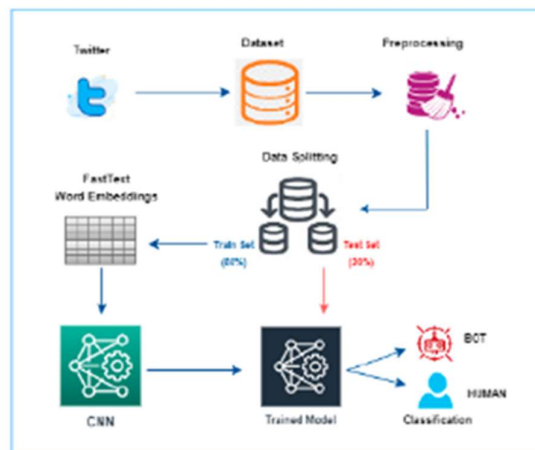 Twitter
Dataset
Preprocessing
Data Splitting
FastText
Word Embeddings
Train Set
(80%)
Test Set
(20%)
CNN
Trained Model
BOT
HUMAN
Classification